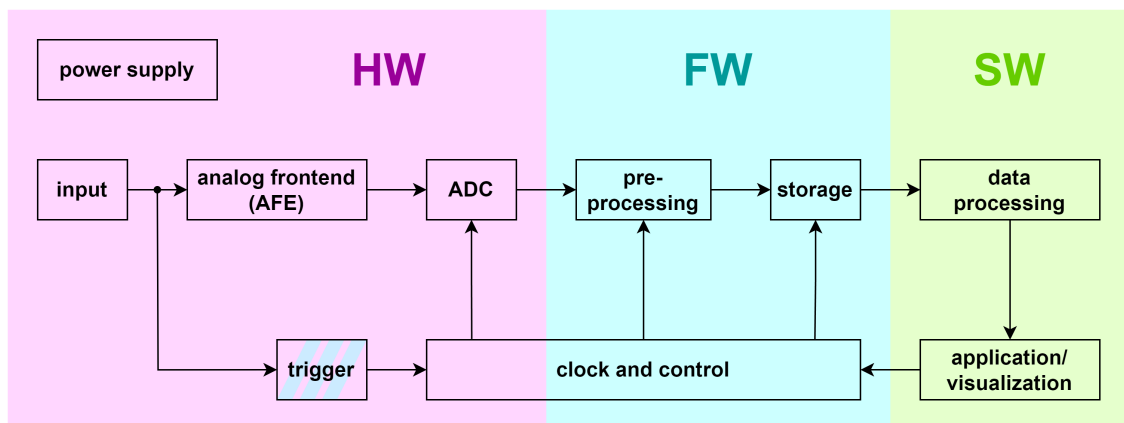 HW
FW
SW
power supply
input
analog frontend
(AFE)
ADC
pre-
processing
storage
data
processing
trigger
clock and control
application/
visualization